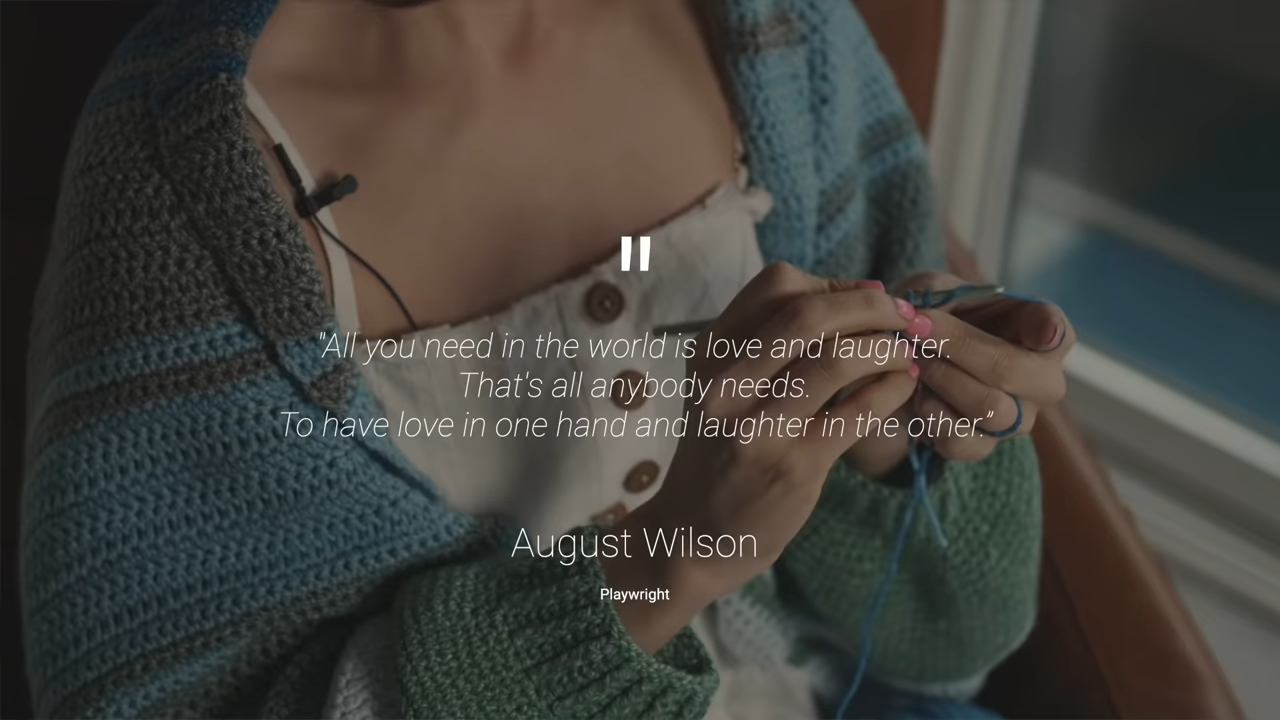 "
"All you need in the world is love and laughter.
That's all anybody needs.
To have love in one hand and laughter in the other.”
August Wilson
Playwright